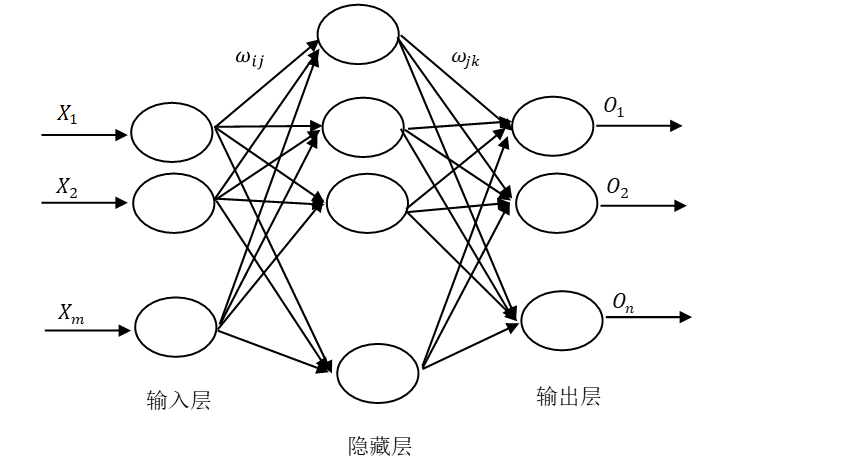 ω_ij
ω_jk
X_1
O_1
X_2
O_2
X_m
O_n
输入层
输出层
隐藏层